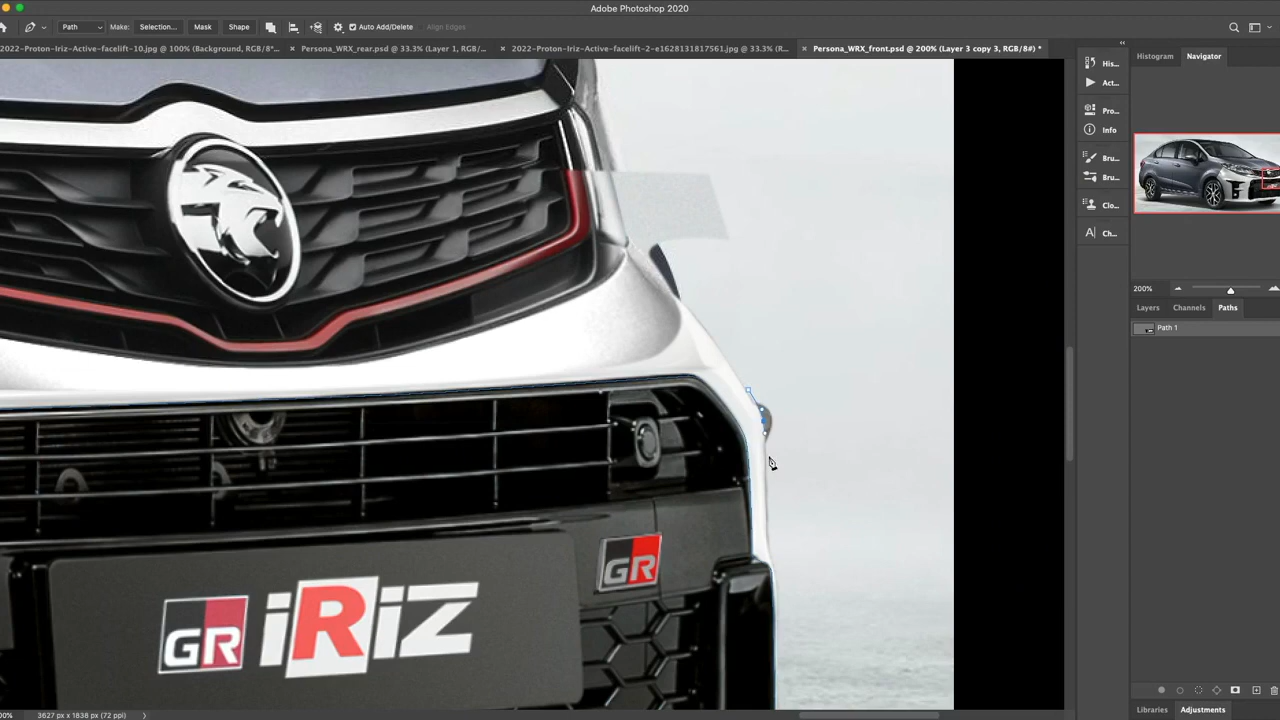 Adobe Photoshop 2020
Path Make: Selection... Mask Shape Auto Add/Delete Align Edges
2022-Proton-Iriz-Active-facelift-10.jpg @ 100% (Background, RGB/8*... Persona_WRX_rear.psd @ 33.3% (Layer 1, RGB/... 2022-Proton-Iriz-Active-facelift-2-e1628131817561.jpg @ 33.3% (R... Persona_WRX_front.psd @ 200% (Layer 3 copy 3, RGB/8#) *
His...
Act...
Pro...
Info
Bru...
Bru...
Clo...
Ch...
Histogram Navigator
200%
Layers Channels Paths
Path 1
GR
GR iRiZ
3627 px x 1838 px (72 ppi)
Libraries Adjustments